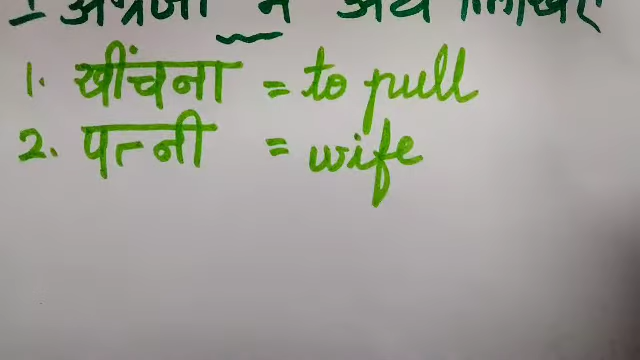 I अंग्रेजी में अर्थ लिखिए
1. खींचना = to pull
2. पत्नी = wife